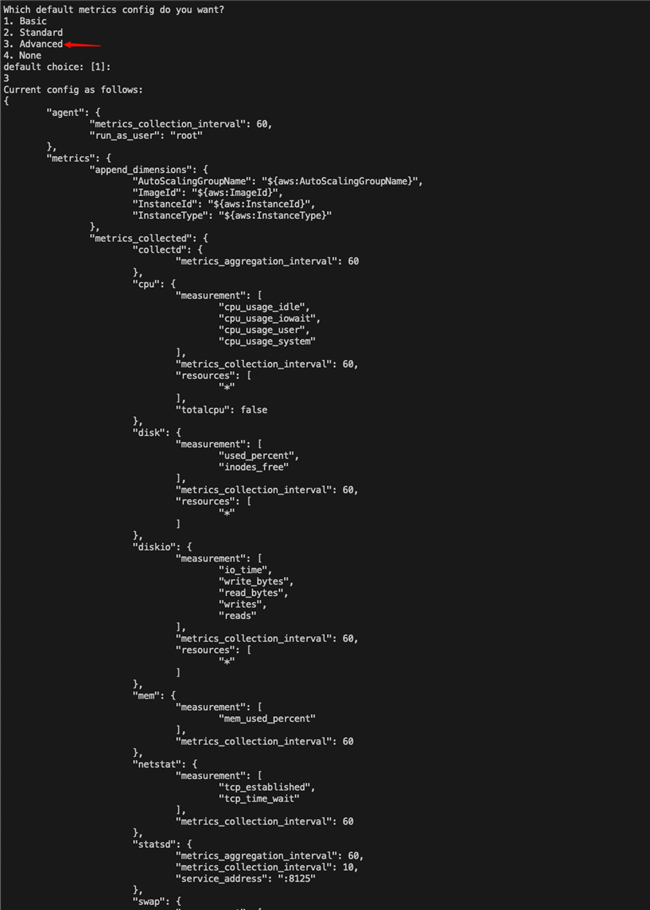 Which default metrics config do you want?
1. Basic
2. Standard
3. Advanced
4. None
default choice: [1]:
3
Current config as follows:
{
        "agent": {
                "metrics_collection_interval": 60,
                "run_as_user": "root"
        },
        "metrics": {
                "append_dimensions": {
                        "AutoScalingGroupName": "${aws:AutoScalingGroupName}",
                        "ImageId": "${aws:ImageId}",
                        "InstanceId": "${aws:InstanceId}",
                        "InstanceType": "${aws:InstanceType}"
                },
                "metrics_collected": {
                        "collectd": {
                                "metrics_aggregation_interval": 60
                        },
                        "cpu": {
                                "measurement": [
                                        "cpu_usage_idle",
                                        "cpu_usage_iowait",
                                        "cpu_usage_user",
                                        "cpu_usage_system"
                                ],
                                "metrics_collection_interval": 60,
                                "resources": [
                                        "*"
                                ],
                                "totalcpu": false
                        },
                        "disk": {
                                "measurement": [
                                        "used_percent",
                                        "inodes_free"
                                ],
                                "metrics_collection_interval": 60,
                                "resources": [
                                        "*"
                                ]
                        },
                        "diskio": {
                                "measurement": [
                                        "io_time",
                                        "write_bytes",
                                        "read_bytes",
                                        "writes",
                                        "reads"
                                ],
                                "metrics_collection_interval": 60,
                                "resources": [
                                        "*"
                                ]
                        },
                        "mem": {
                                "measurement": [
                                        "mem_used_percent"
                                ],
                                "metrics_collection_interval": 60
                        },
                        "netstat": {
                                "measurement": [
                                        "tcp_established",
                                        "tcp_time_wait"
                                ],
                                "metrics_collection_interval": 60
                        },
                        "statsd": {
                                "metrics_aggregation_interval": 60,
                                "metrics_collection_interval": 10,
                                "service_address": ":8125"
                        },
                        "swap": {